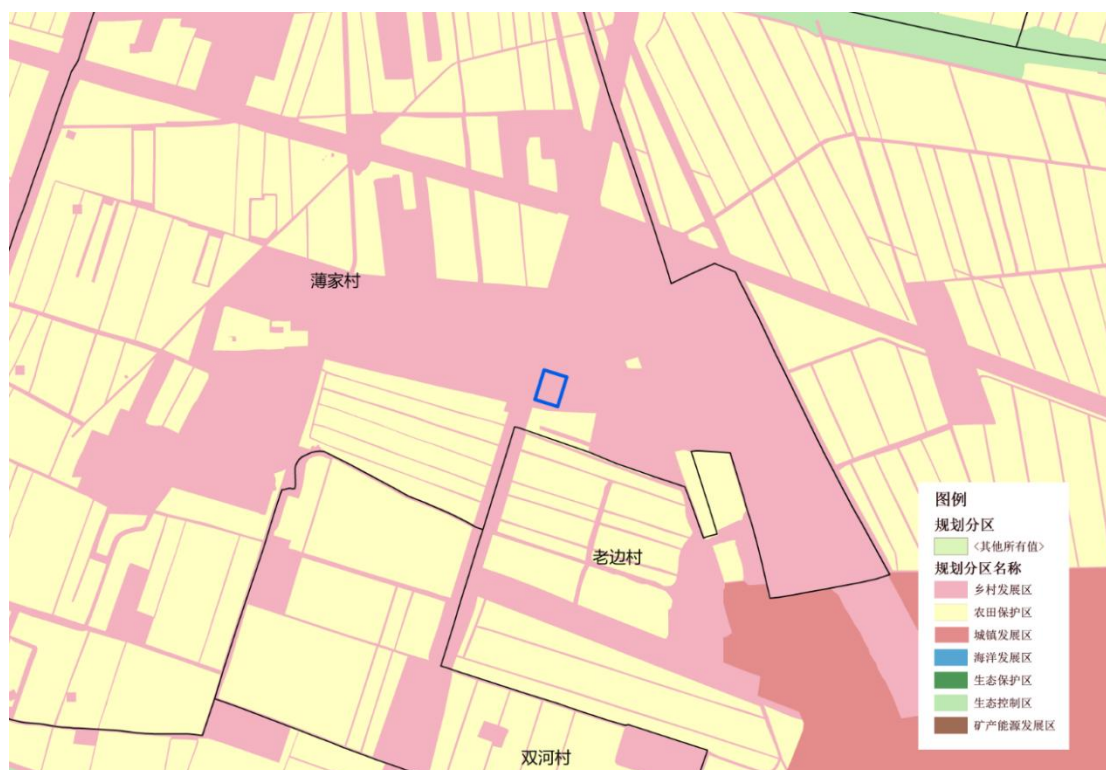 薄家村
老边村
双河村
图例
规划分区
<其他所有值>
规划分区名称
乡村发展区
农田保护区
城镇发展区
海洋发展区
生态保护区
生态控制区
矿产能源发展区